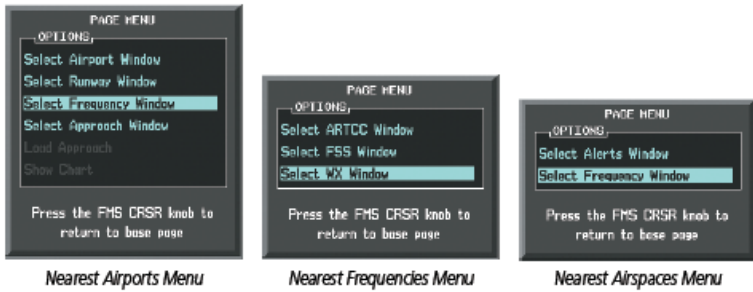 PAGE MENU
OPTIONS
Select Airport Window
Select Runway Window
Select Frequency Window
Select Approach Window
Load Approach
Show Chart
Press the FMS CRSR knob to
return to base page
Nearest Airports Menu
PAGE MENU
OPTIONS
Select ARTCC Window
Select FSS Window
Select WX Window
Press the FMS CRSR knob to
return to base page
Nearest Frequencies Menu
PAGE MENU
OPTIONS
Select Alerts Window
Select Frequency Window
Press the FMS CRSR knob to
return to base page
Nearest Airspaces Menu